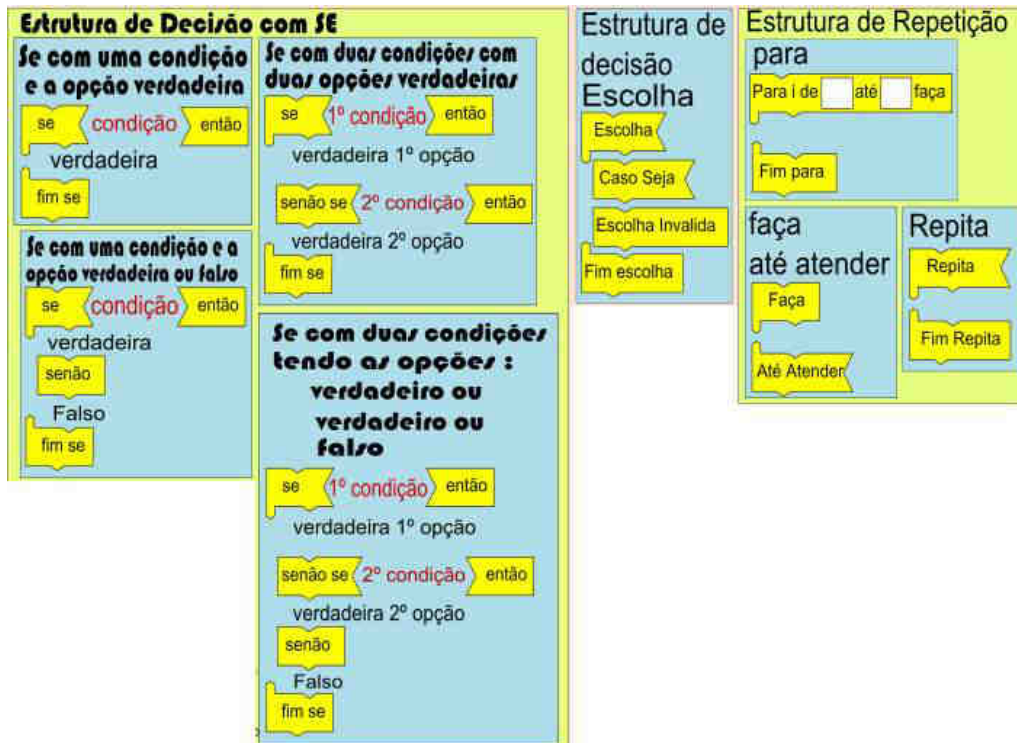 Estrutura de Decisão com SE
Se com uma condição
e a opção verdadeira
se condição então
verdadeira
fim se
Se com uma condição e a
opção verdadeira ou falso
se condição então
verdadeira
senão
Falso
fim se
Se com duas condições com
duas opções verdadeiras
se 1º condição então
verdadeira 1º opção
senão se 2º condição então
verdadeira 2º opção
fim se
Se com duas condições
tendo as opções :
verdadeiro ou
verdadeiro ou
falso
se 1º condição então
verdadeira 1º opção
senão se 2º condição então
verdadeira 2º opção
senão
Falso
fim se
Estrutura de
decisão
Escolha
Escolha
Caso Seja
Escolha Invalida
Fim escolha
Estrutura de Repetição
para
Para i de até faça
Fim para
faça
até atender
Faça
Até Atender
Repita
Repita
Fim Repita